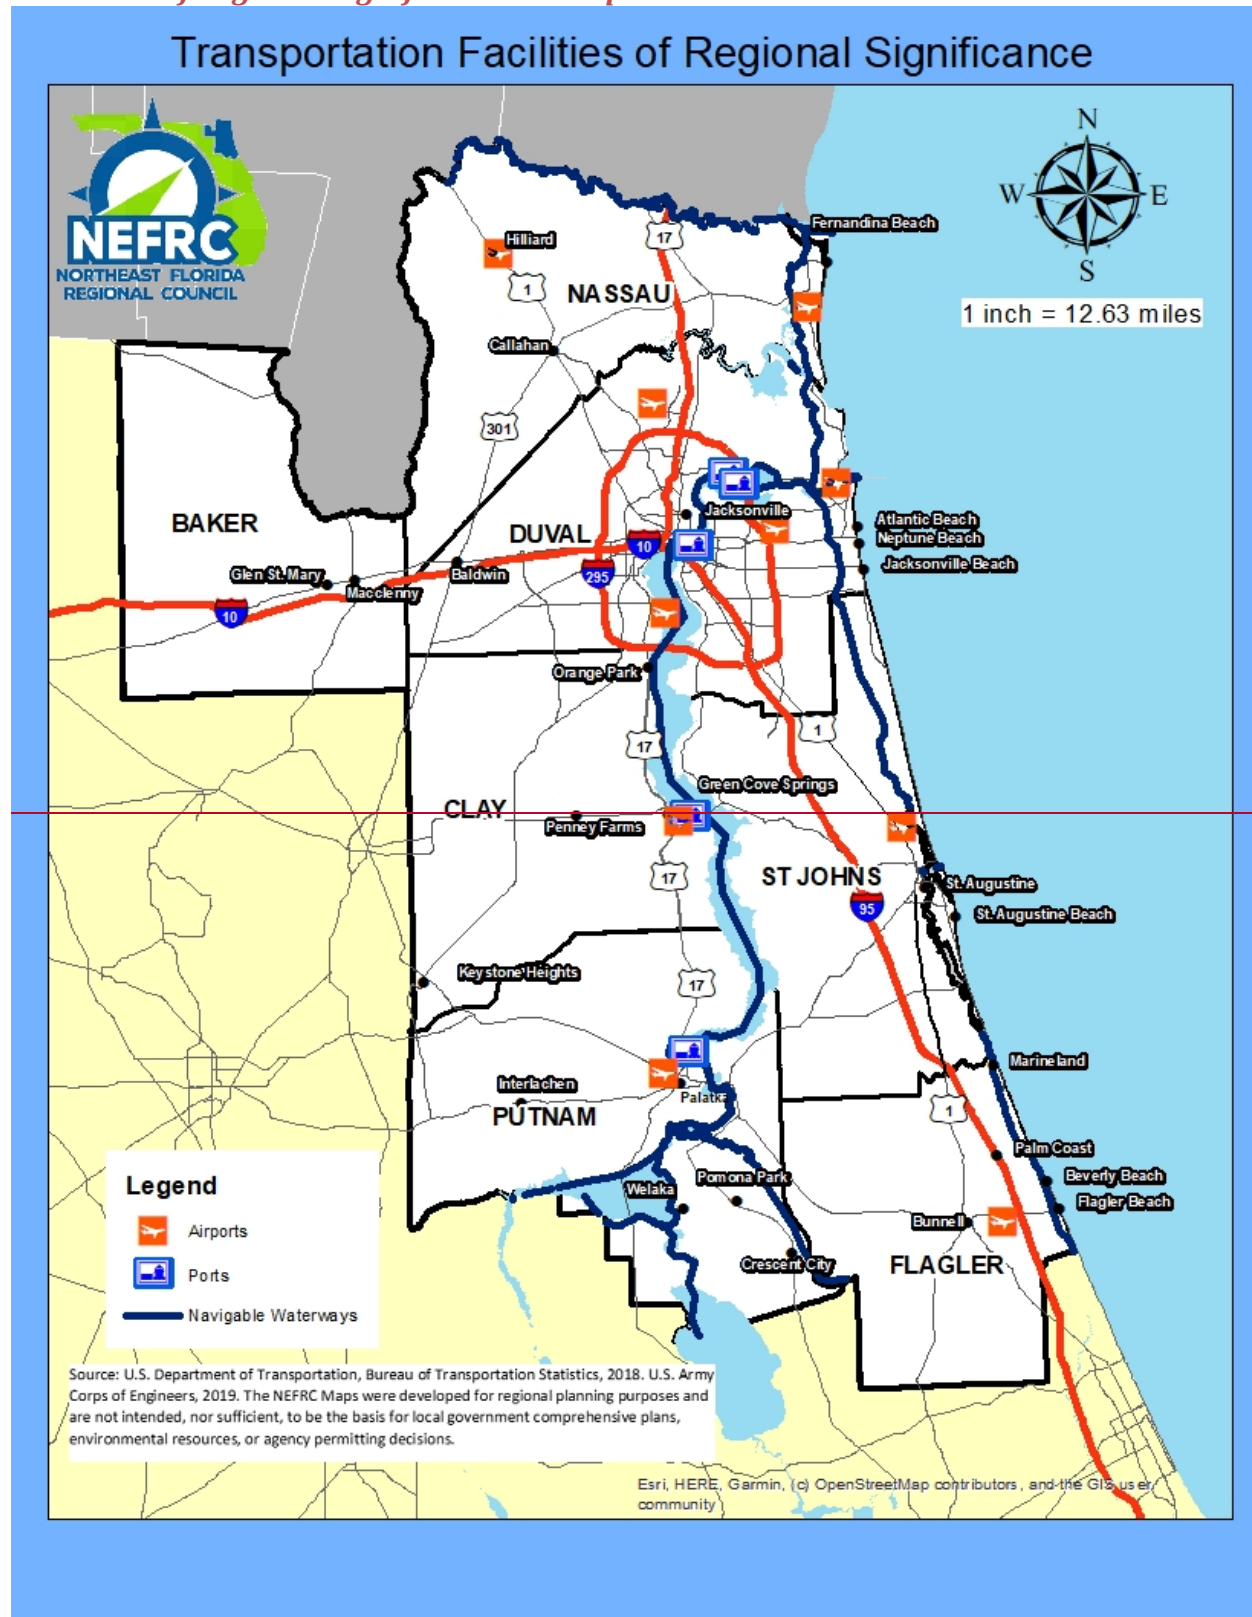 Transportation Facilities of Regional Significance
NEFRC
NORTHEAST FLORIDA
REGIONAL COUNCIL
N
W
E
S
1 inch = 12.63 miles
Fernandina Beach
Hilliard
17
1
NASSAU
Callahan
301
BAKER
DUVAL
Jacksonville
10
295
Atlantic Beach
Neptune Beach
Jacksonville Beach
Glen St. Mary
Macclenny
Baldwin
10
Orange Park
17
1
Green Cove Springs
CLAY
Penney Farms
17
ST JOHNS
95
St. Augustine
St. Augustine Beach
Keystone Heights
17
Marineland
Interlachen
PUTNAM
Palatka
1
Palm Coast
Beverly Beach
Flagler Beach
Pomona Park
Welaka
Bunnell
Crescent City
FLAGLER
Legend
Airports
Ports
Navigable Waterways
Source: U.S. Department of Transportation, Bureau of Transportation Statistics, 2018. U.S. Army
Corps of Engineers, 2019. The NEFRC Maps were developed for regional planning purposes and
are not intended, nor sufficient, to be the basis for local government comprehensive plans,
environmental resources, or agency permitting decisions.
Esri, HERE, Garmin, (c) OpenStreetMap contributors, and the GIS user
community